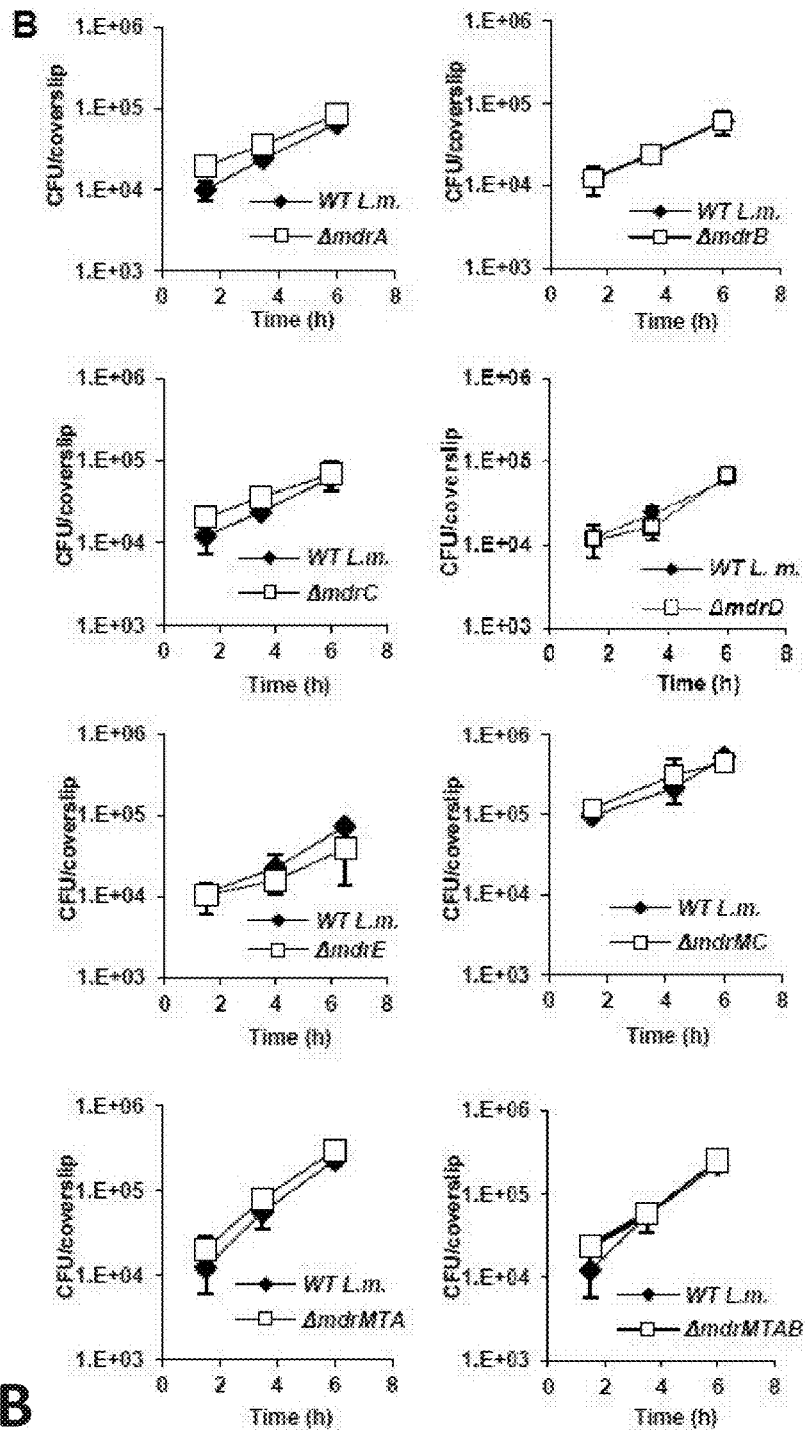 B
1.E+06
1.E+05
1.E+04
1.E+03
CFU/coverslip
WT L.m.
ΔmdrA
0 2 4 6 8
Time (h)
1.E+06
1.E+05
1.E+04
1.E+03
CFU/coverslip
WT L.m.
ΔmdrB
0 2 4 6 8
Time (h)
1.E+06
1.E+05
1.E+04
1.E+03
CFU/coverslip
WT L.m.
ΔmdrC
0 2 4 6 8
Time (h)
1.E+06
1.E+05
1.E+04
1.E+03
CFU/coverslip
WT L. m.
ΔmdrD
0 2 4 6 8
Time (h)
1.E+06
1.E+05
1.E+04
1.E+03
CFU/coverslip
WT L.m.
ΔmdrE
0 2 4 6 8
Time (h)
1.E+06
1.E+05
1.E+04
1.E+03
CFU/coverslip
WT L.m.
ΔmdrMC
0 2 4 6 8
Time (h)
1.E+06
1.E+05
1.E+04
1.E+03
CFU/coverslip
WT L.m.
ΔmdrMTA
0 2 4 6 8
Time (h)
1.E+06
1.E+05
1.E+04
1.E+03
CFU/coverslip
WT L.m.
ΔmdrMTAB
0 2 4 6 8
Time (h)
B